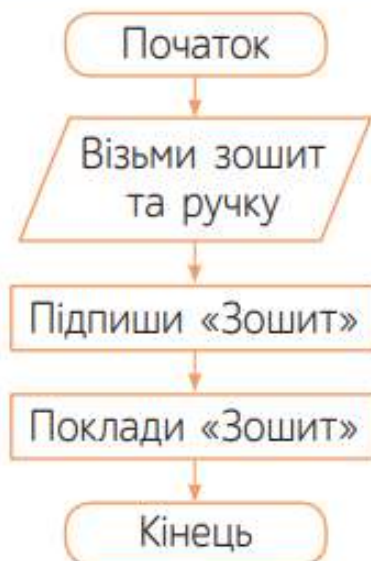 Початок
Візьми зошит
та ручку
Підпиши «Зошит»
Поклади «Зошит»
Кінець